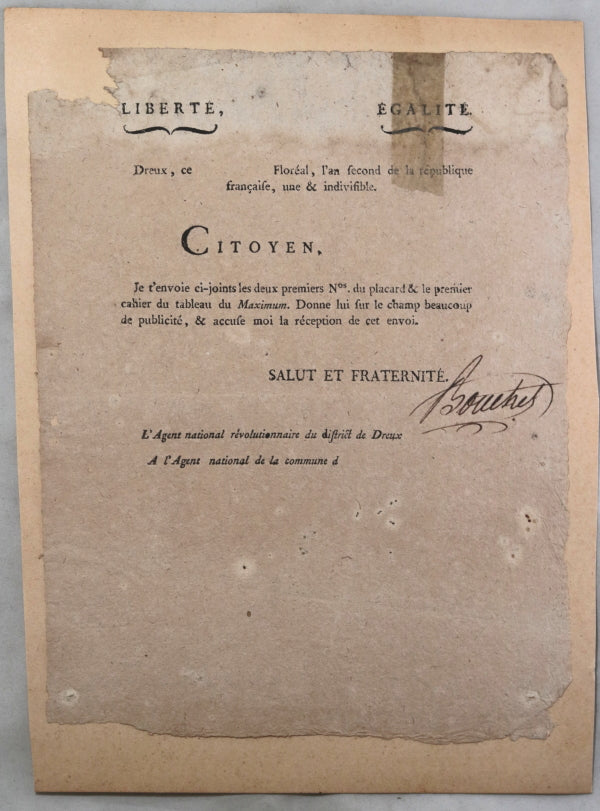 LIBERTÉ, ÉGALITÉ.
Dreux, ce Floréal, l'an ſecond de la république
françaiſe, une & indiviſible.
CITOYEN,
Je t'envoie ci-joints les deux premiers Nos. du placard & le premier
cahier du tableau du Maximum. Donne lui ſur le champ beaucoup
de publicité, & accuſe moi la réception de cet envoi.
SALUT ET FRATERNITÉ.
L'Agent national révolutionnaire du diſtrict de Dreux
A l'Agent national de la commune d